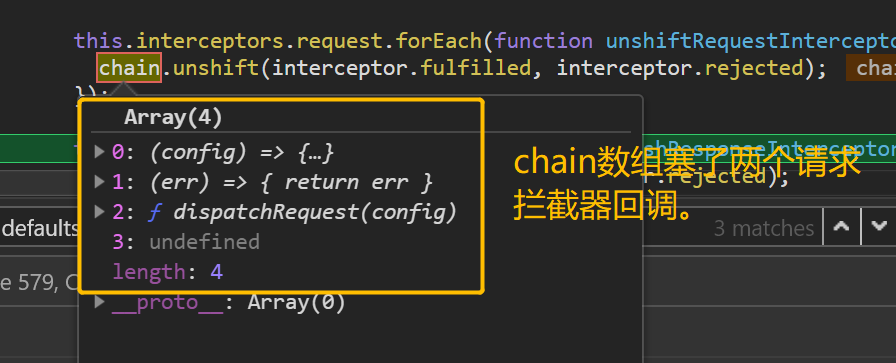 this.interceptors.request.forEach(function unshiftRequestIntercepto
chain.unshift(interceptor.fulfilled, interceptor.rejected); chai
});
Array(4)
0: (config) => {…}
shResponseInterceptor
1: (err) => { return err }
r.rejected);
2: ƒ dispatchRequest(config)
3: undefined
length: 4
__proto__: Array(0)
chain数组塞了两个请求
拦截器回调。
defaults
3 matches
e 579, C